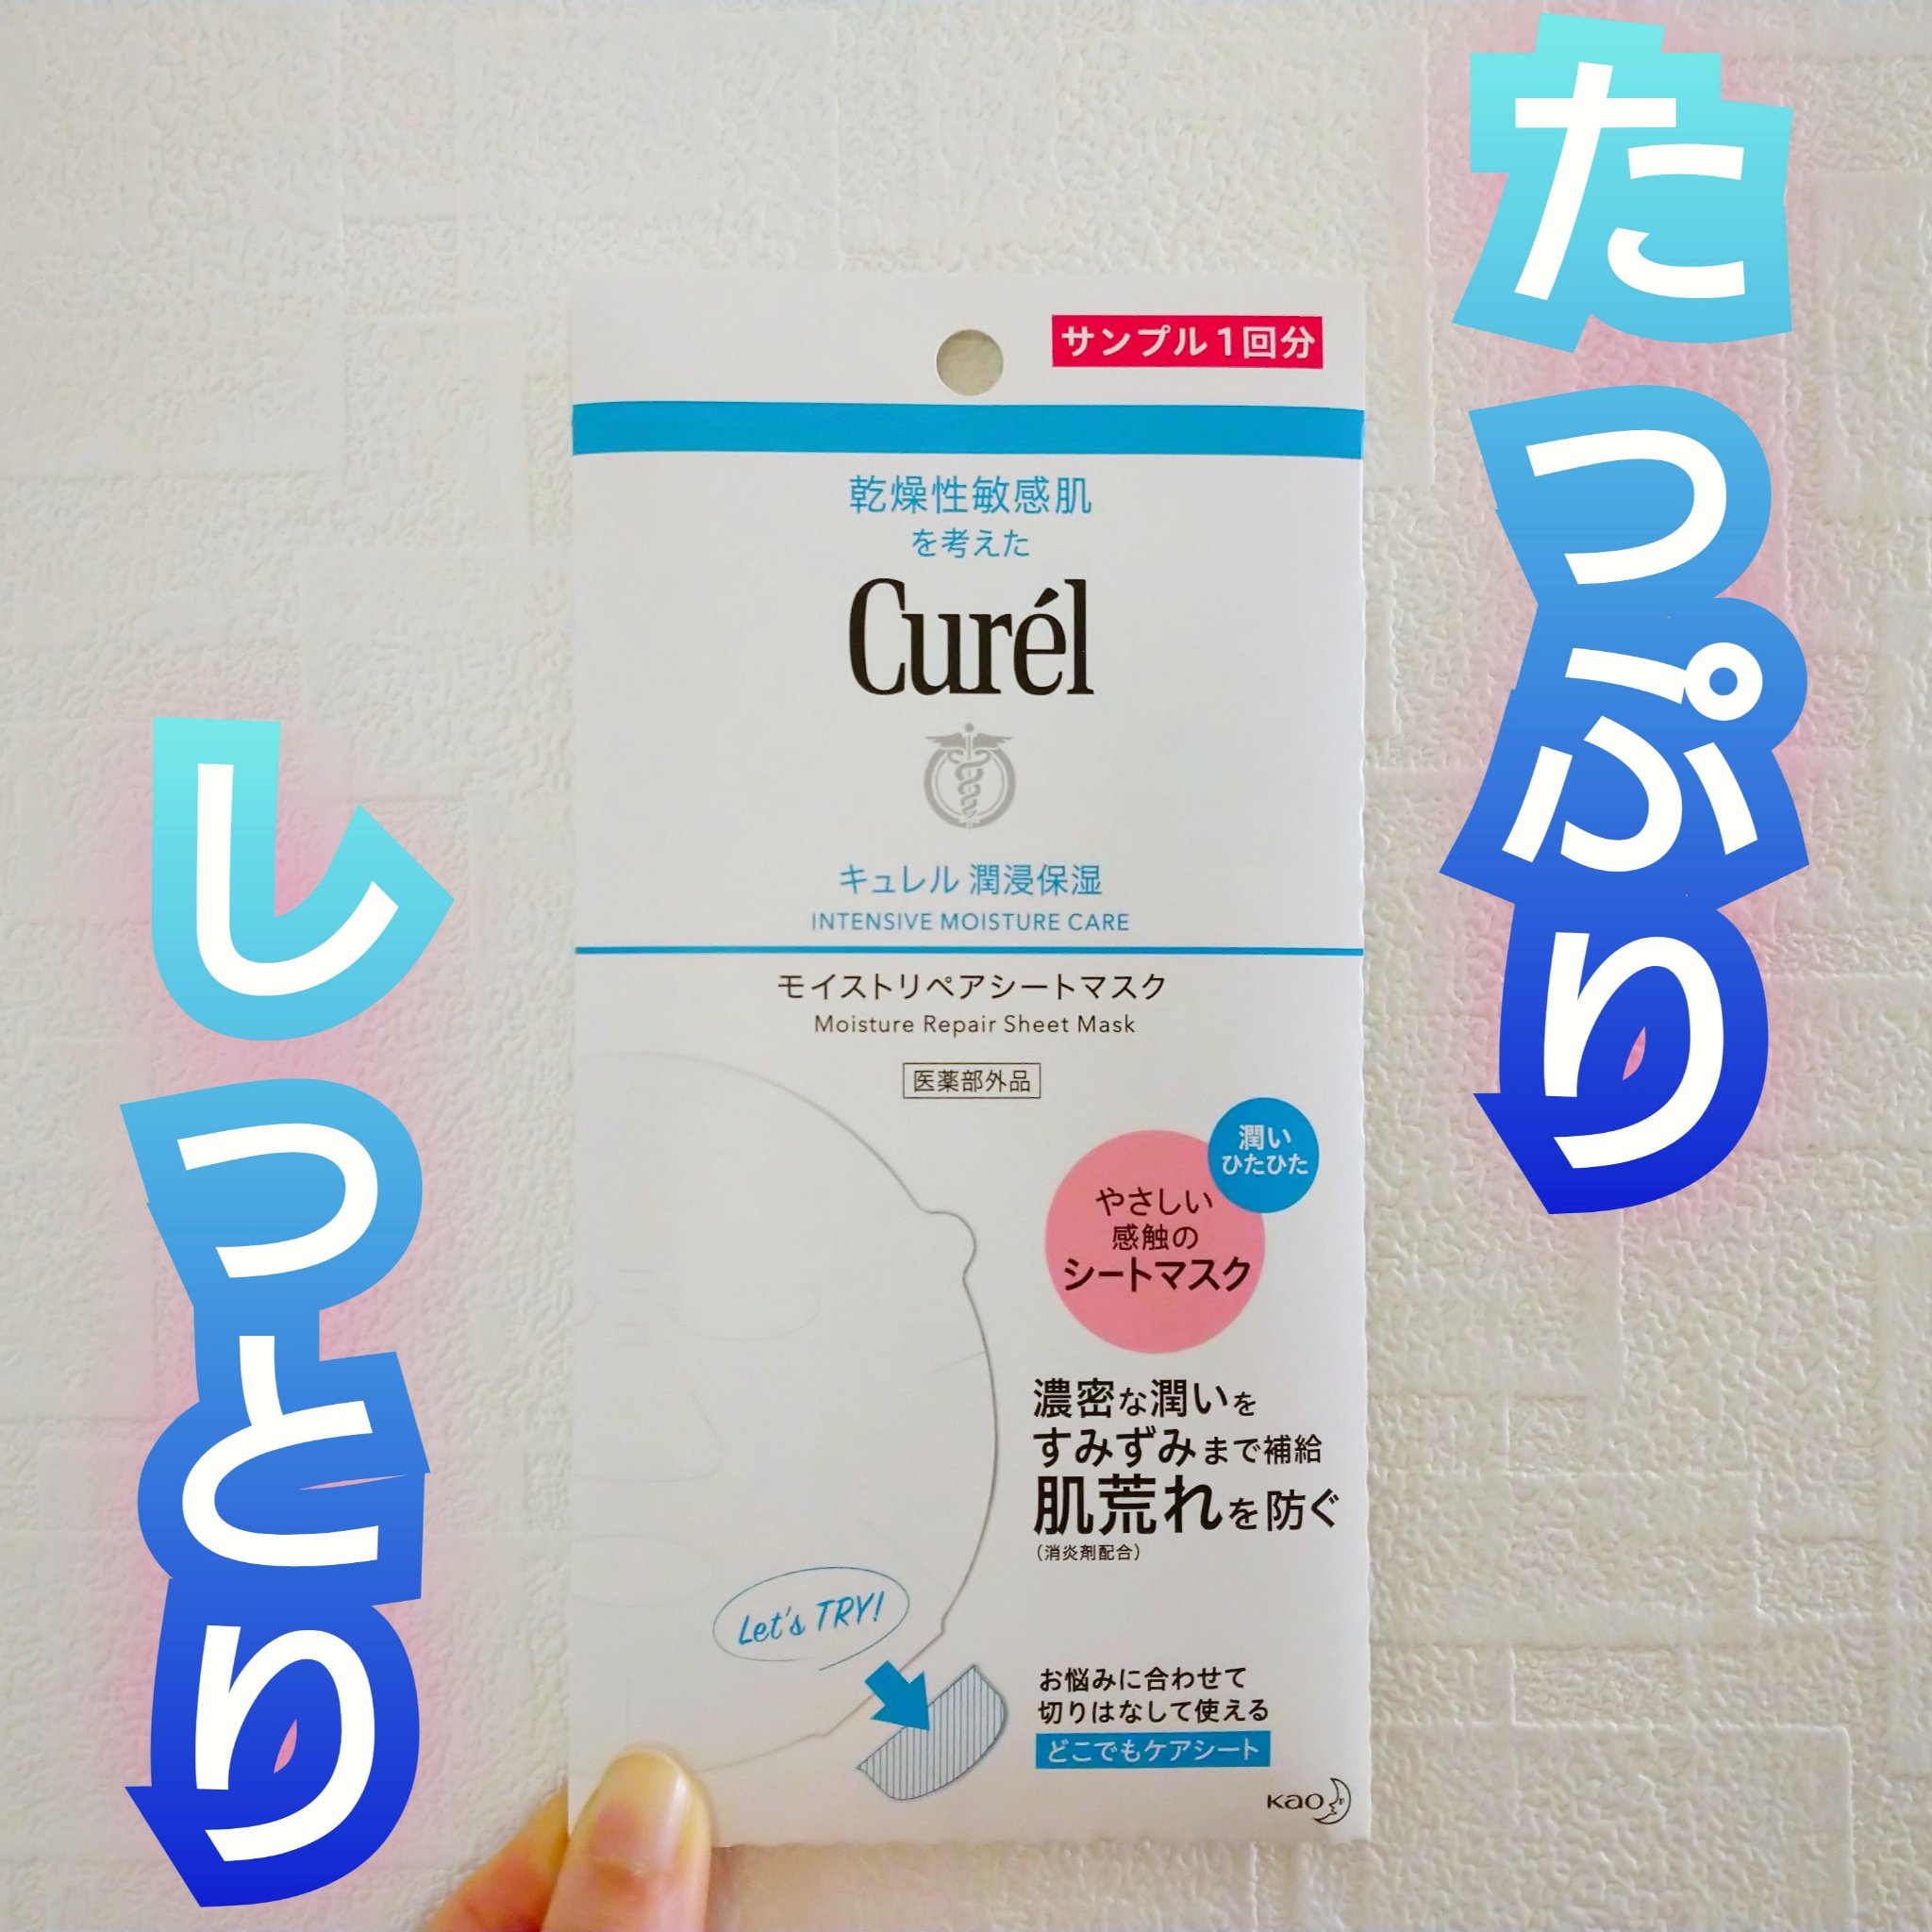 たっぷり
しっとり
サンプル1回分
乾燥性敏感肌
を考えた
Curél
キュレル 潤浸保湿
INTENSIVE MOISTURE CARE
モイストリペアシートマスク
Moisture Repair Sheet Mask
医薬部外品
潤い
ひたひた
やさしい
感触の
シートマスク
濃密な潤いを
すみずみまで補給
肌荒れを防ぐ
(消炎剤配合)
Let's TRY!
お悩みに合わせて
切りはなして使える
どこでもケアシート
Kao